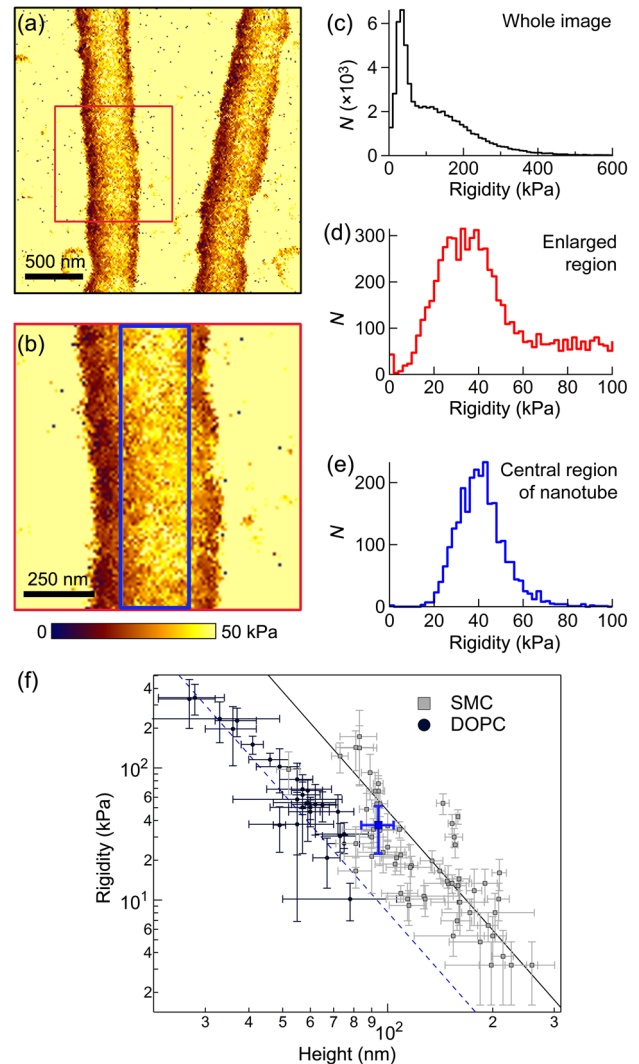 (a)
500 nm
(b)
250 nm
0 50 kPa
(c)
Whole image
6
4
2
0
N (×10³)
0 200 400 600
Rigidity (kPa)
(d)
Enlarged
region
300
200
100
0
N
0 20 40 60 80 100
Rigidity (kPa)
(e)
Central region
of nanotube
200
100
0
N
0 20 40 60 80 100
Rigidity (kPa)
(f)
SMC
DOPC
4
2
10²
8
6
4
2
10¹
8
6
4
2
Rigidity (kPa)
3 4 5 6 7 8 9 10² 2 3
Height (nm)